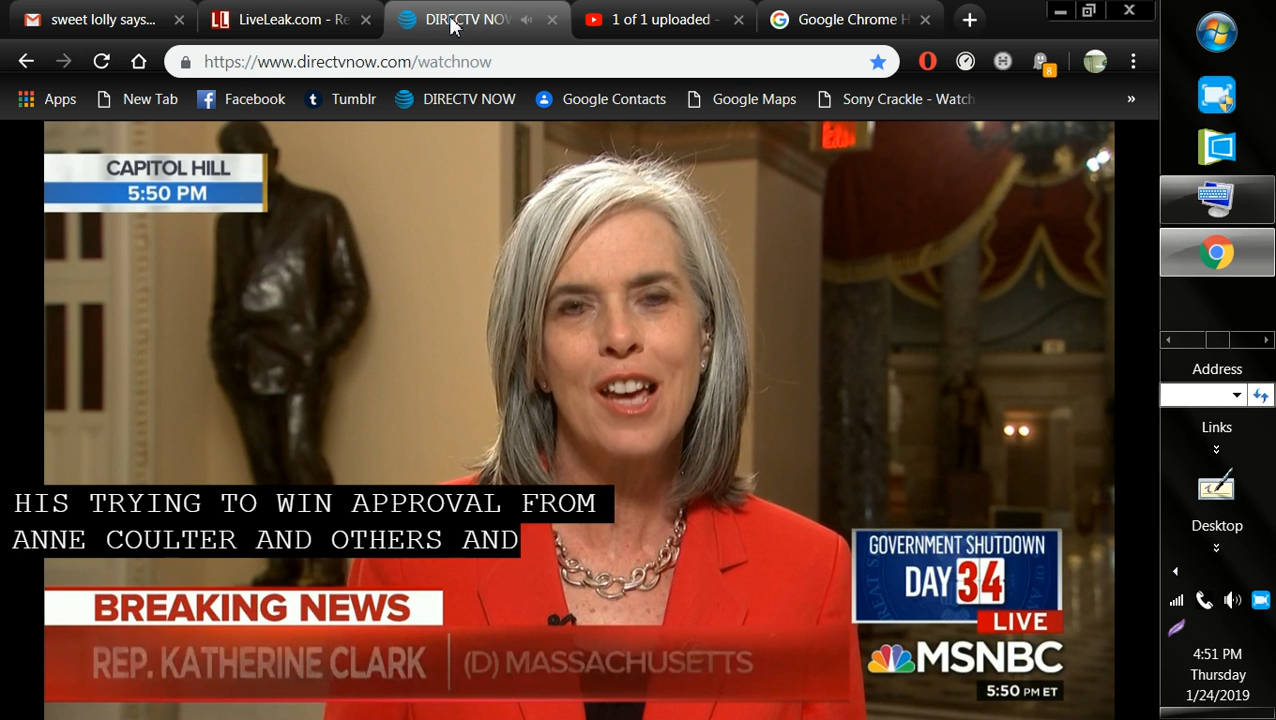 sweet lolly says...
LiveLeak.com - Re
DIRECTV NOW
1 of 1 uploaded -
Google Chrome H
https://www.directvnow.com/watchnow
8
Apps
New Tab
Facebook
Tumblr
DIRECTV NOW
Google Contacts
Google Maps
Sony Crackle - Watch
»
CAPITOL HILL
5:50 PM
HIS TRYING TO WIN APPROVAL FROM
ANNE COULTER AND OTHERS AND
BREAKING NEWS
REP. KATHERINE CLARK
(D) MASSACHUSETTS
GOVERNMENT SHUTDOWN
DAY 34
LIVE
MSNBC
5:50 PM ET
Address
Links
Desktop
4:51 PM
Thursday
1/24/2019